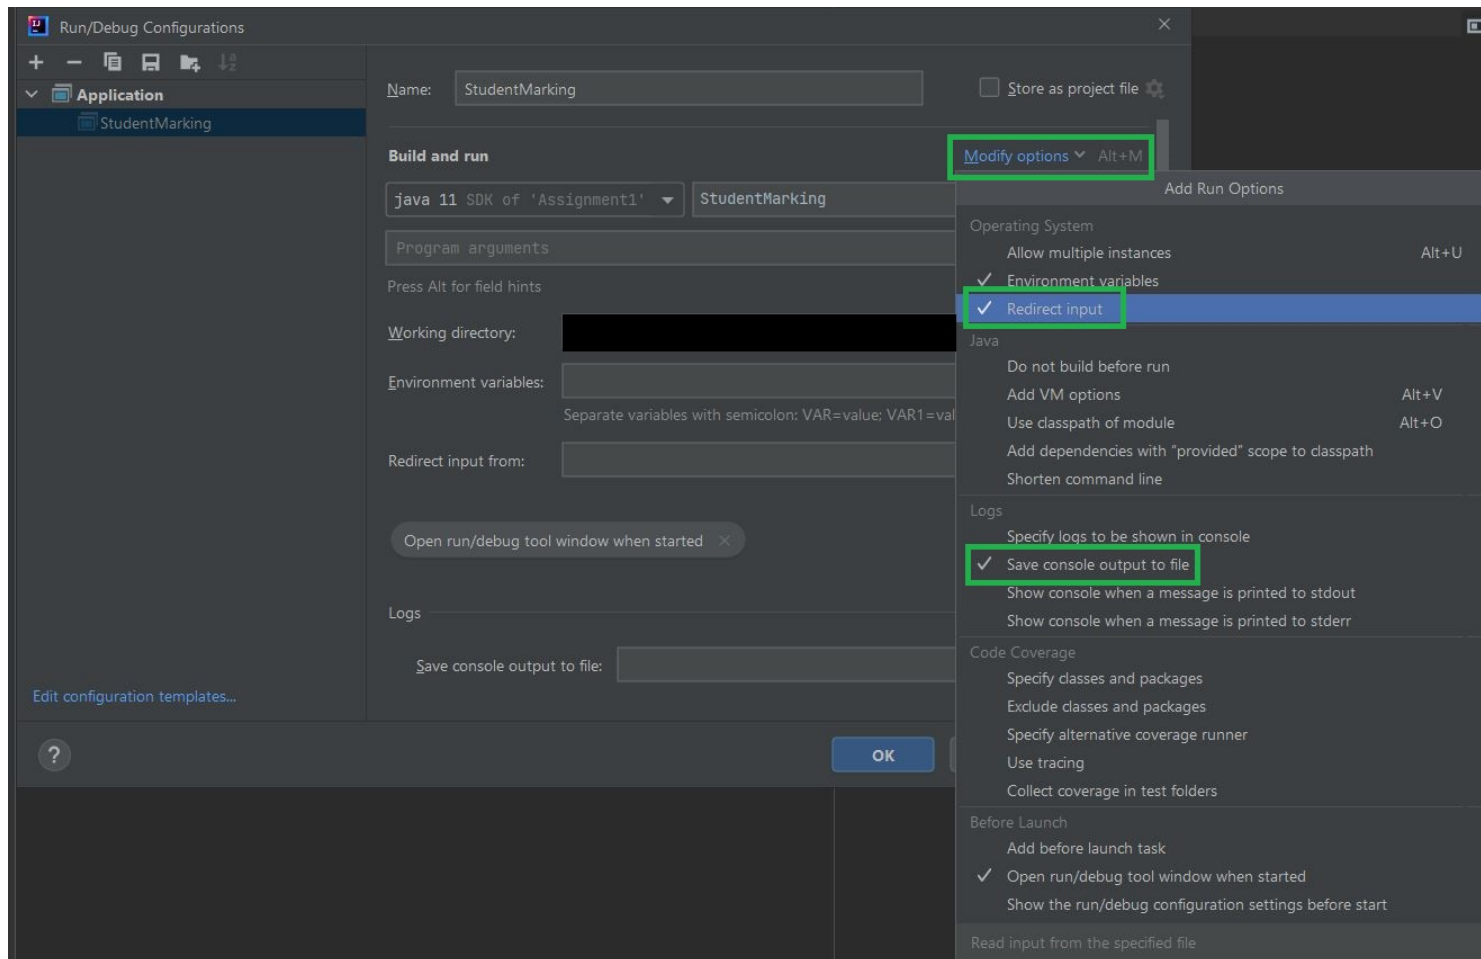 Run/Debug Configurations
Application
StudentMarking
Name:
StudentMarking
Store as project file
Build and run
Modify options Alt+M
java 11 SDK of 'Assignment1'
StudentMarking
Program arguments
Press Alt for field hints
Working directory:
Environment variables:
Separate variables with semicolon: VAR=value; VAR1=val
Redirect input from:
Open run/debug tool window when started
Logs
Save console output to file:
Edit configuration templates...
?
OK
Add Run Options
Operating System
Allow multiple instances Alt+U
Environment variables
Redirect input
Java
Do not build before run
Add VM options Alt+V
Use classpath of module Alt+O
Add dependencies with “provided” scope to classpath
Shorten command line
Logs
Specify logs to be shown in console
Save console output to file
Show console when a message is printed to stdout
Show console when a message is printed to stderr
Code Coverage
Specify classes and packages
Exclude classes and packages
Specify alternative coverage runner
Use tracing
Collect coverage in test folders
Before Launch
Add before launch task
Open run/debug tool window when started
Show the run/debug configuration settings before start
Read input from the specified file